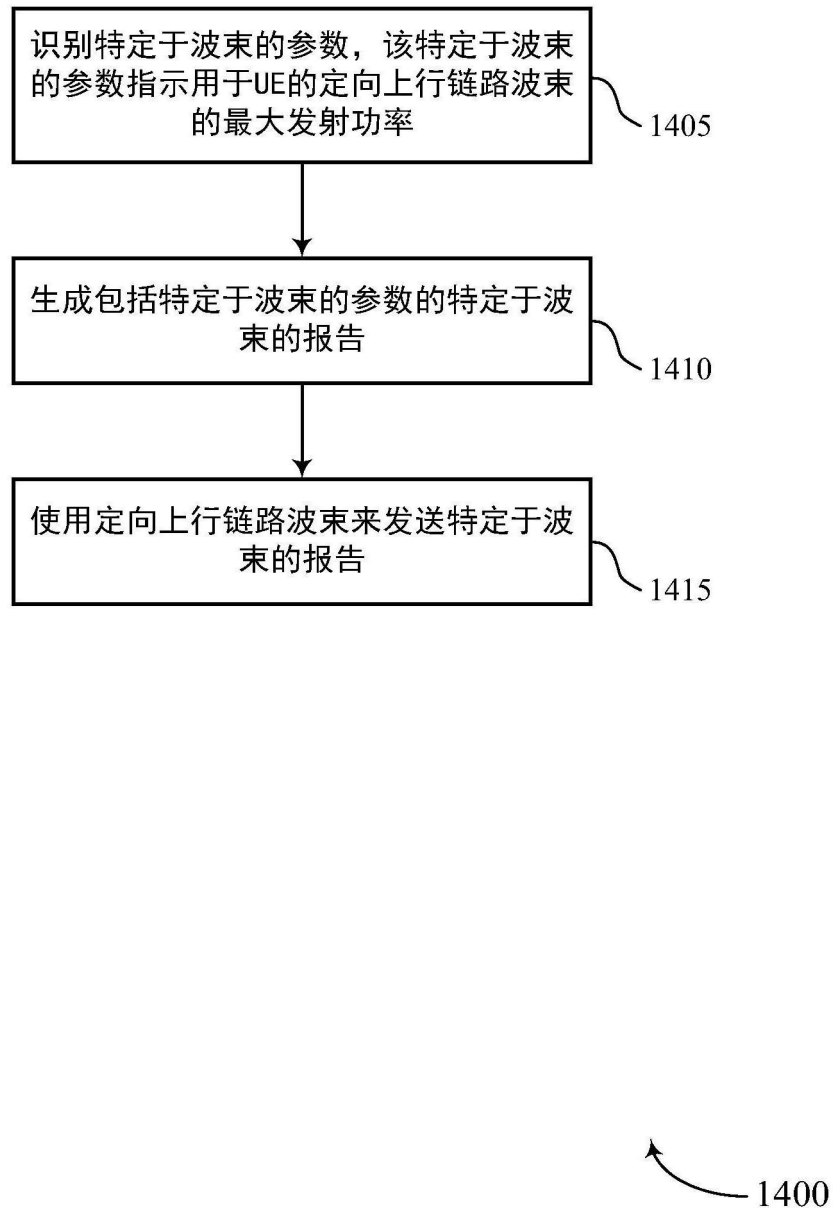 识别特定于波束的参数，该特定于波束
的参数指示用于UE的定向上行链路波束
的最大发射功率
1405
生成包括特定于波束的参数的特定于波
束的报告
1410
使用定向上行链路波束来发送特定于波
束的报告
1415
1400